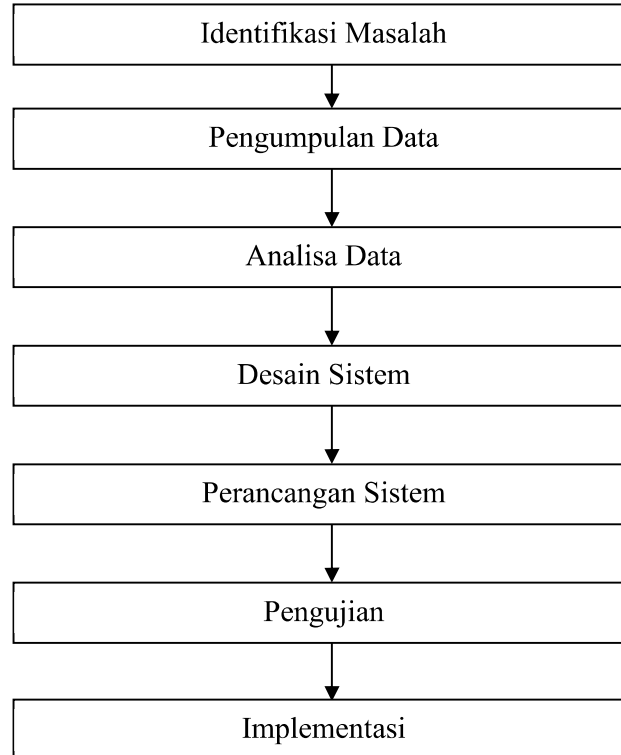 Identifikasi Masalah
Pengumpulan Data
Analisa Data
Desain Sistem
Perancangan Sistem
Pengujian
Implementasi